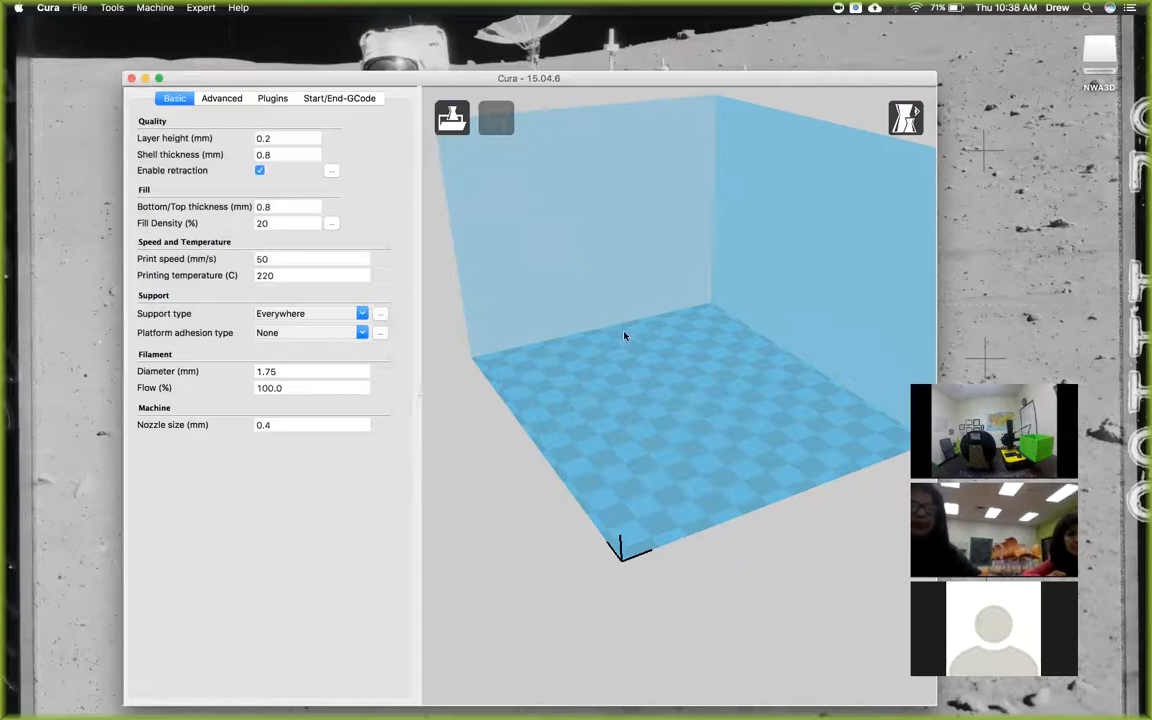 Cura File Tools Machine Expert Help 71% Thu 10:38 AM Drew
Cura - 15.04.6
NWA3D
Basic Advanced Plugins Start/End-GCode
Quality
Layer height (mm) 0.2
Shell thickness (mm) 0.8
Enable retraction ...
Fill
Bottom/Top thickness (mm) 0.8
Fill Density (%) 20 ...
Speed and Temperature
Print speed (mm/s) 50
Printing temperature (C) 220
Support
Support type Everywhere ...
Platform adhesion type None ...
Filament
Diameter (mm) 1.75
Flow (%) 100.0
Machine
Nozzle size (mm) 0.4